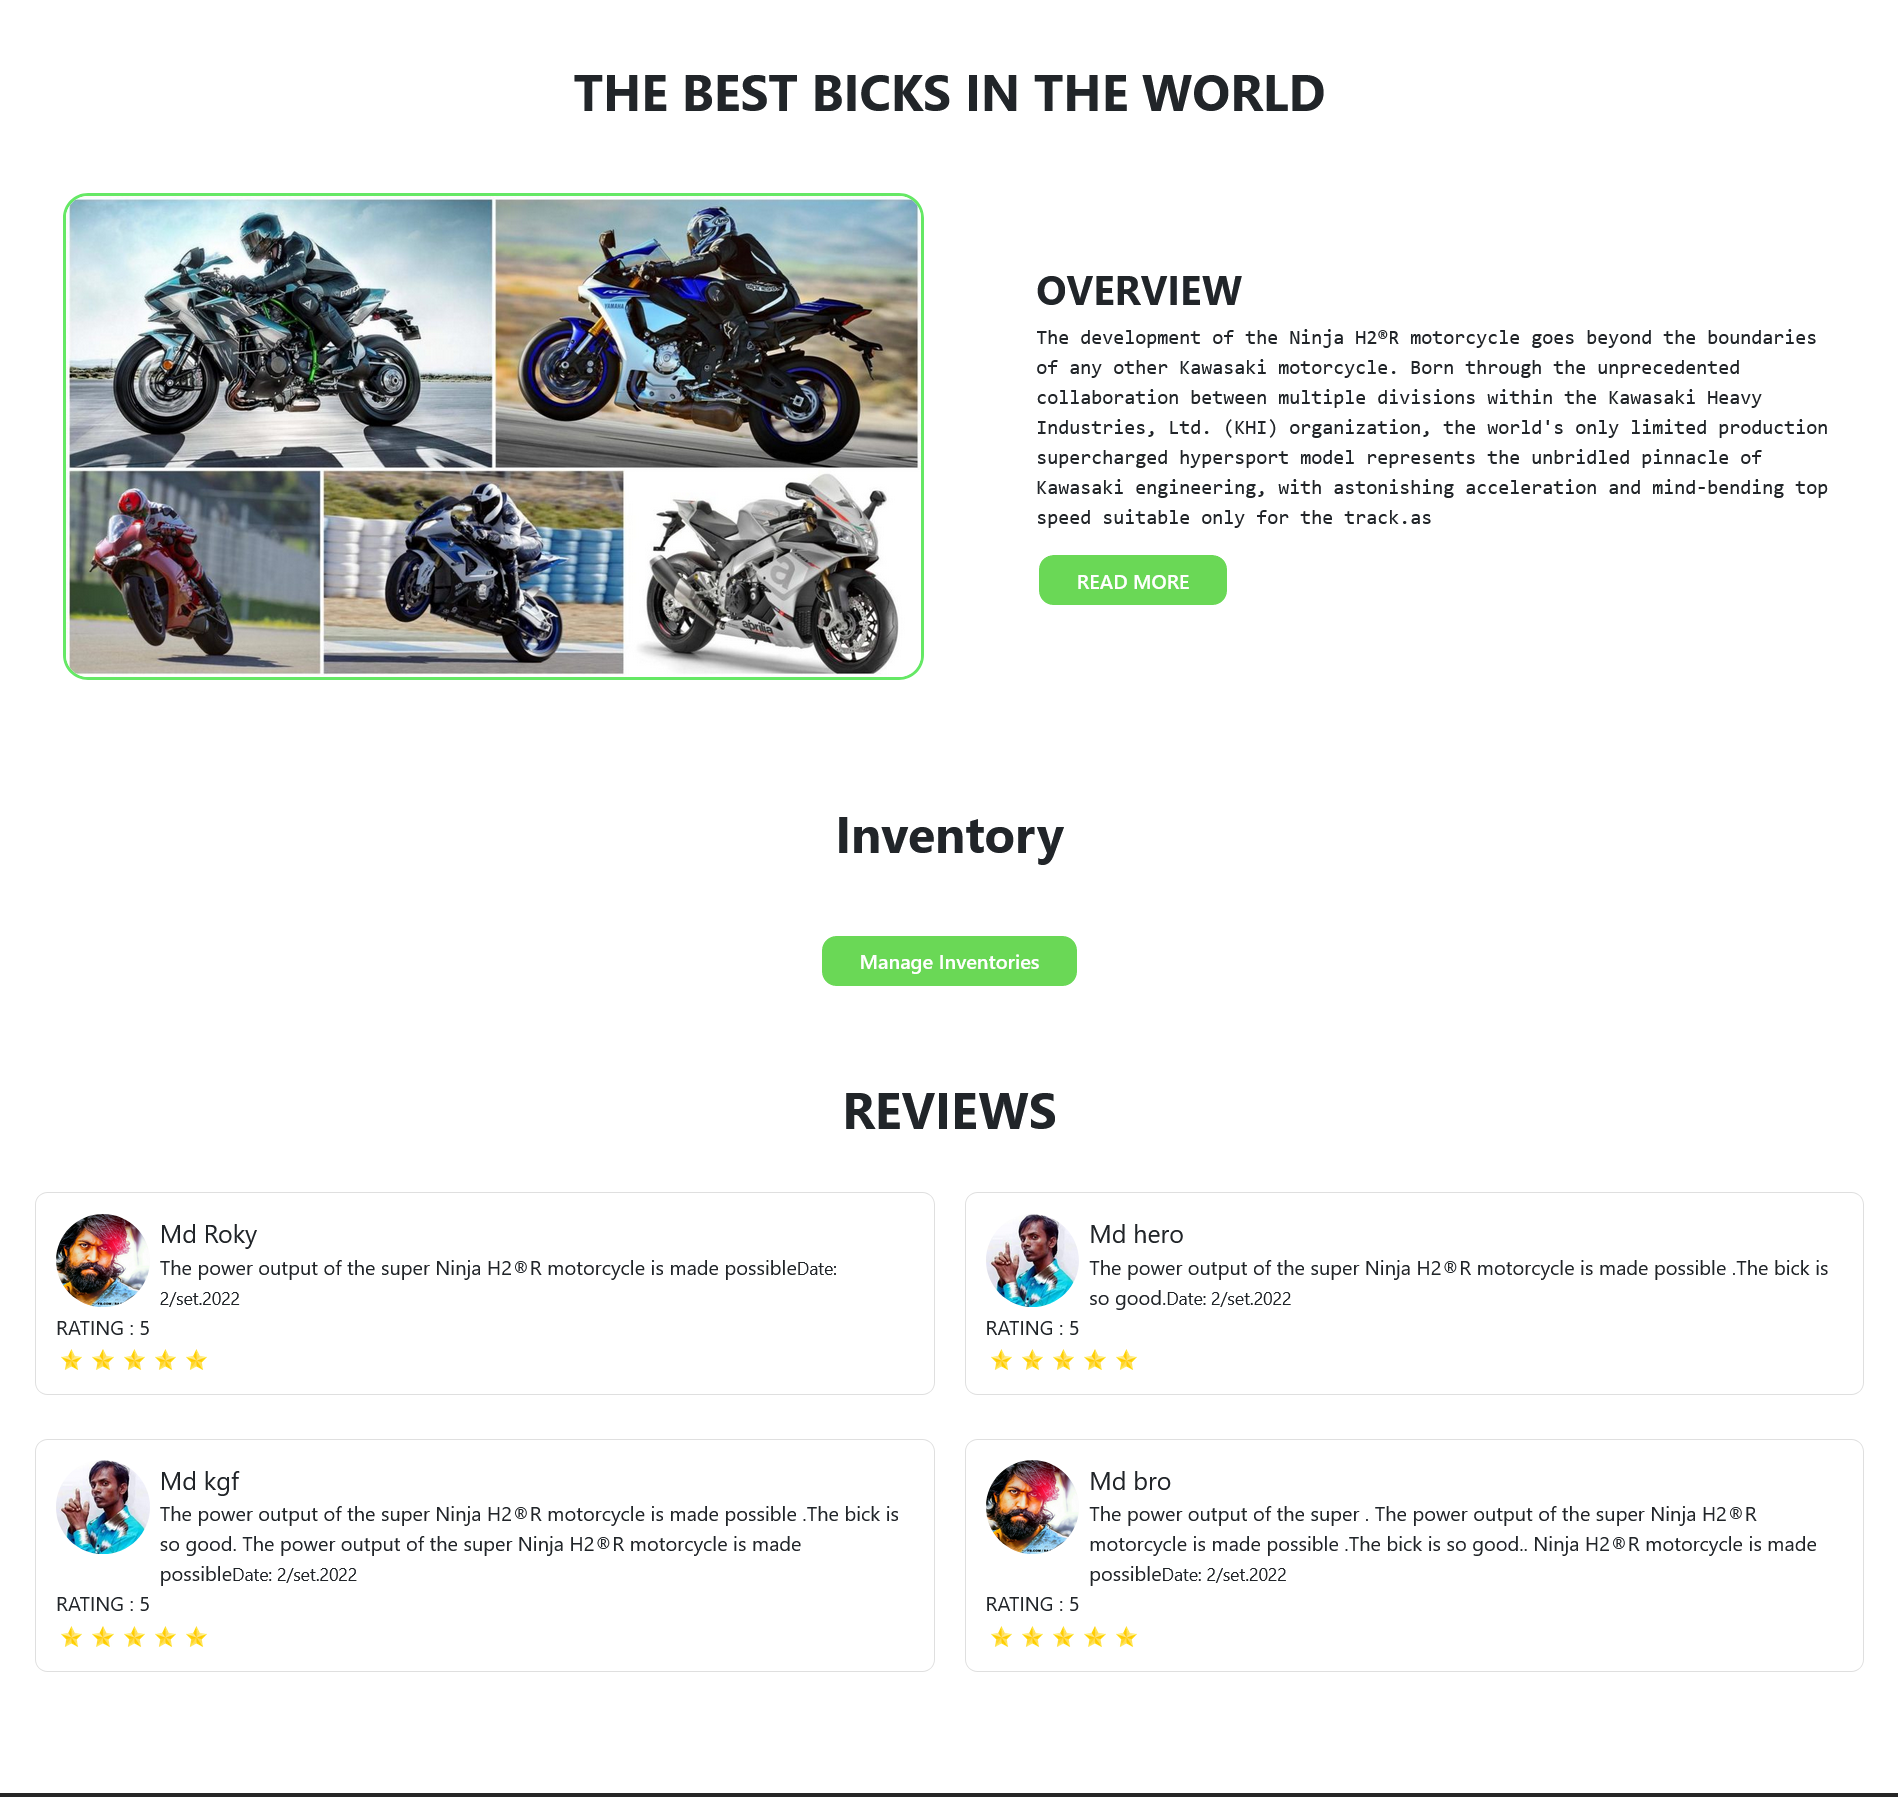 THE BEST BICKS IN THE WORLD
YAMAHA
R1
a
aprilia
OVERVIEW
The development of the Ninja H2®R motorcycle goes beyond the boundaries
of any other Kawasaki motorcycle. Born through the unprecedented
collaboration between multiple divisions within the Kawasaki Heavy
Industries, Ltd. (KHI) organization, the world's only limited production
supercharged hypersport model represents the unbridled pinnacle of
Kawasaki engineering, with astonishing acceleration and mind-bending top
speed suitable only for the track.as
READ MORE
Inventory
Manage Inventories
REVIEWS
Md Roky
The power output of the super Ninja H2®R motorcycle is made possibleDate:
2/set.2022
RATING : 5
Md hero
The power output of the super Ninja H2®R motorcycle is made possible .The bick is
so good.Date: 2/set.2022
RATING : 5
Md kgf
The power output of the super Ninja H2®R motorcycle is made possible .The bick is
so good. The power output of the super Ninja H2®R motorcycle is made
possibleDate: 2/set.2022
RATING : 5
Md bro
The power output of the super . The power output of the super Ninja H2®R
motorcycle is made possible .The bick is so good.. Ninja H2®R motorcycle is made
possibleDate: 2/set.2022
RATING : 5